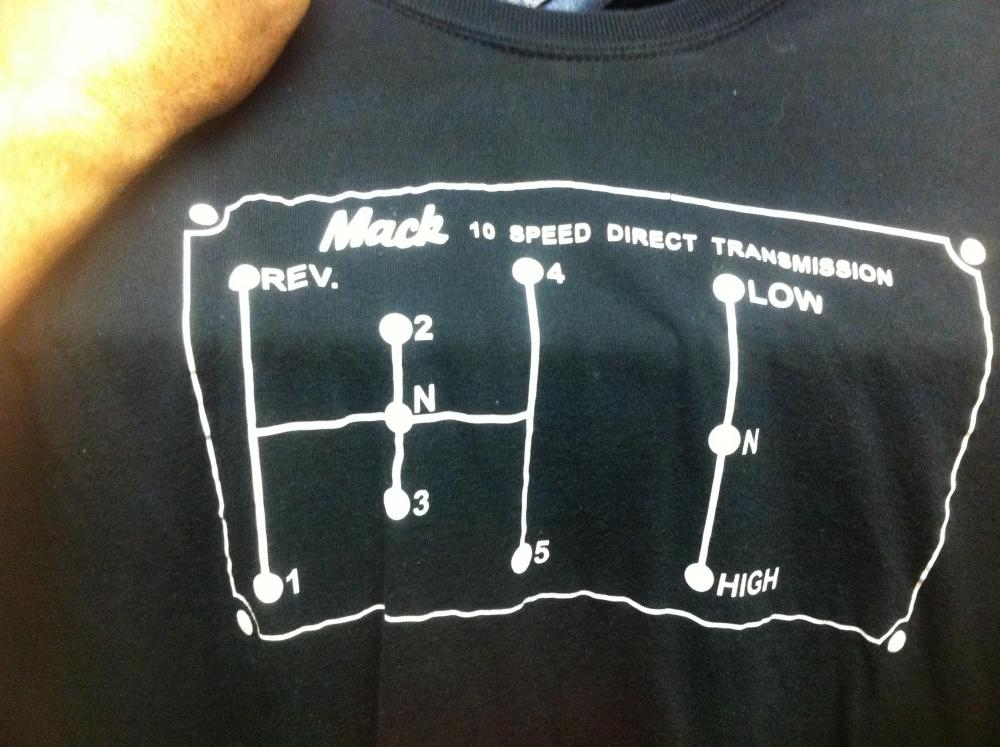 Mack 10 SPEED DIRECT TRANSMISSION
REV.
4
LOW
2
N
N
3
5
1
HIGH